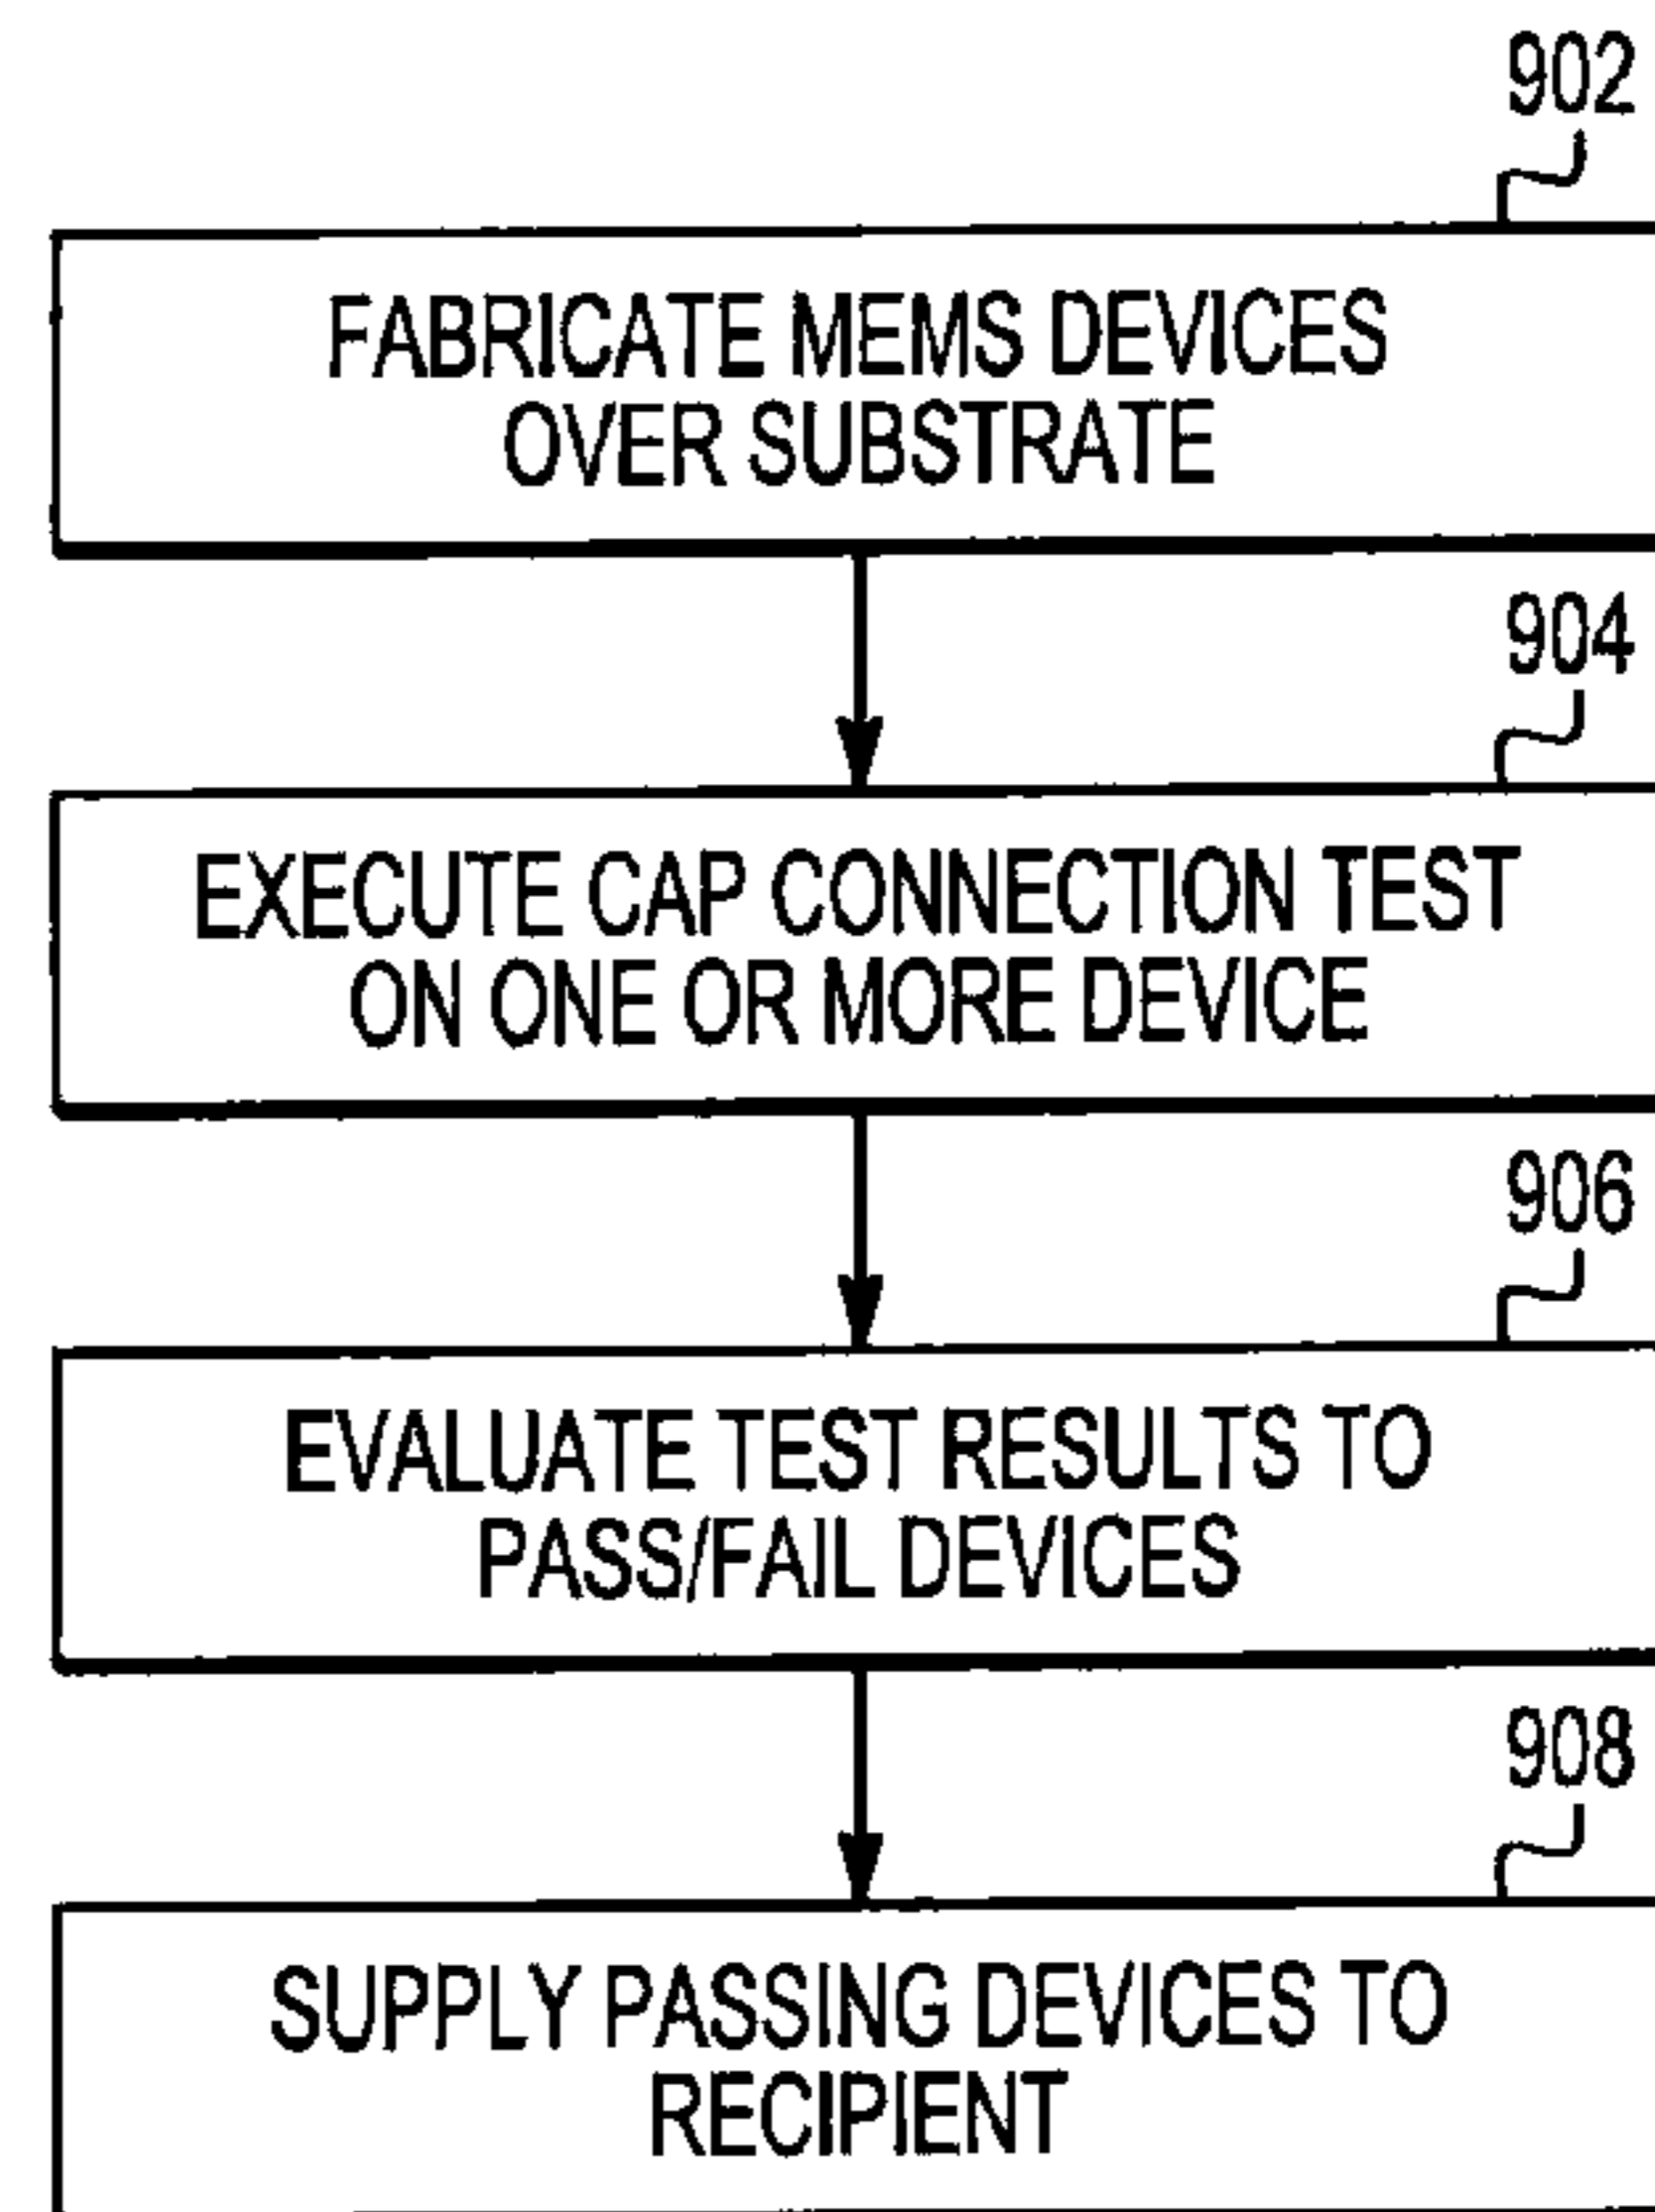 902
FABRICATE MEMS DEVICES
OVER SUBSTRATE
904
EXECUTE CAP CONNECTION TEST
ON ONE OR MORE DEVICE
906
EVALUATE TEST RESULTS TO
PASS/FAIL DEVICES
908
SUPPLY PASSING DEVICES TO
RECIPIENT